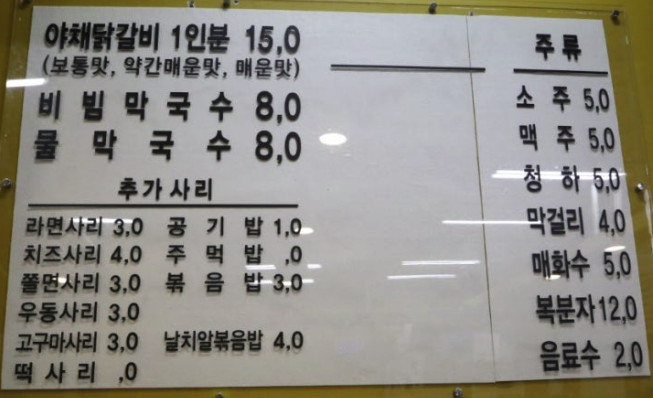 야채닭갈비 1인분 15,0
(보통맛, 약간매운맛, 매운맛)
비빔막국수 8,0
물막국수 8,0
추가사리
라면사리 3,0 공기밥 1,0
치즈사리 4,0 주먹밥 ,0
쫄면사리 3,0 볶음밥 3,0
우동사리 3,0
고구마사리 3,0 날치알볶음밥 4,0
떡사리 ,0
주류
소주 5,0
맥주 5,0
청하 5,0
막걸리 4,0
매화수 5,0
복분자 12,0
음료수 2,0